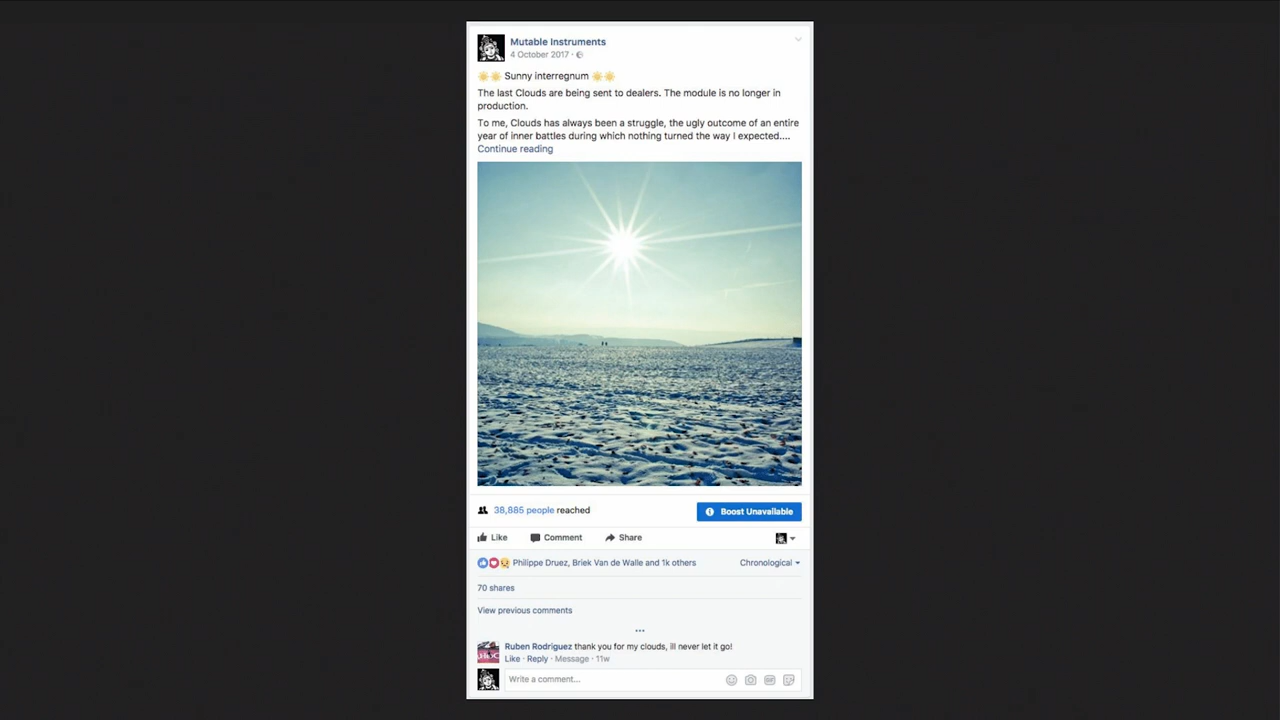 Mutable Instruments
4 October 2017 ·
Sunny interregnum
The last Clouds are being sent to dealers. The module is no longer in
production.
To me, Clouds has always been a struggle, the ugly outcome of an entire
year of inner battles during which nothing turned the way I expected....
Continue reading
38,885 people reached
Boost Unavailable
Like Comment Share
Philippe Druez, Briek Van de Walle and 1k others
Chronological
70 shares
View previous comments
...
Ruben Rodriguez thank you for my clouds, ill never let it go!
Like · Reply · Message · 11w
Write a comment...
GIF